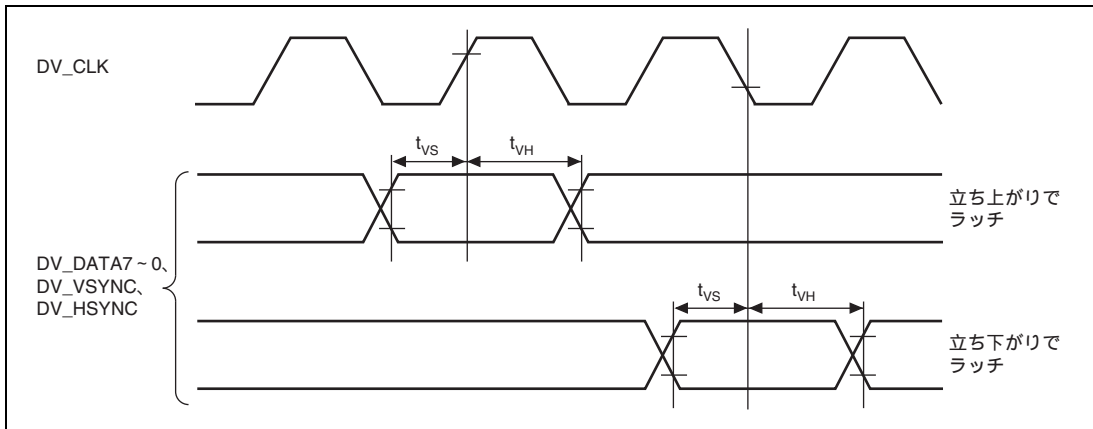 DV_CLK
tVS
tVH
立ち上がりで
ラッチ
DV_DATA7 ~ 0、
DV_VSYNC、
DV_HSYNC
tVS
tVH
立ち下がりで
ラッチ